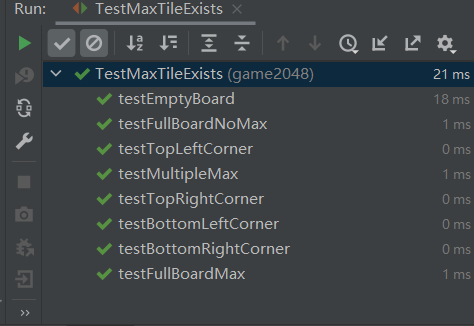 Run: TestMaxTileExists
TestMaxTileExists (game2048) 21 ms
testEmptyBoard 18 ms
testFullBoardNoMax 1 ms
testTopLeftCorner 0 ms
testMultipleMax 1 ms
testTopRightCorner 0 ms
testBottomLeftCorner 0 ms
testBottomRightCorner 0 ms
testFullBoardMax 1 ms